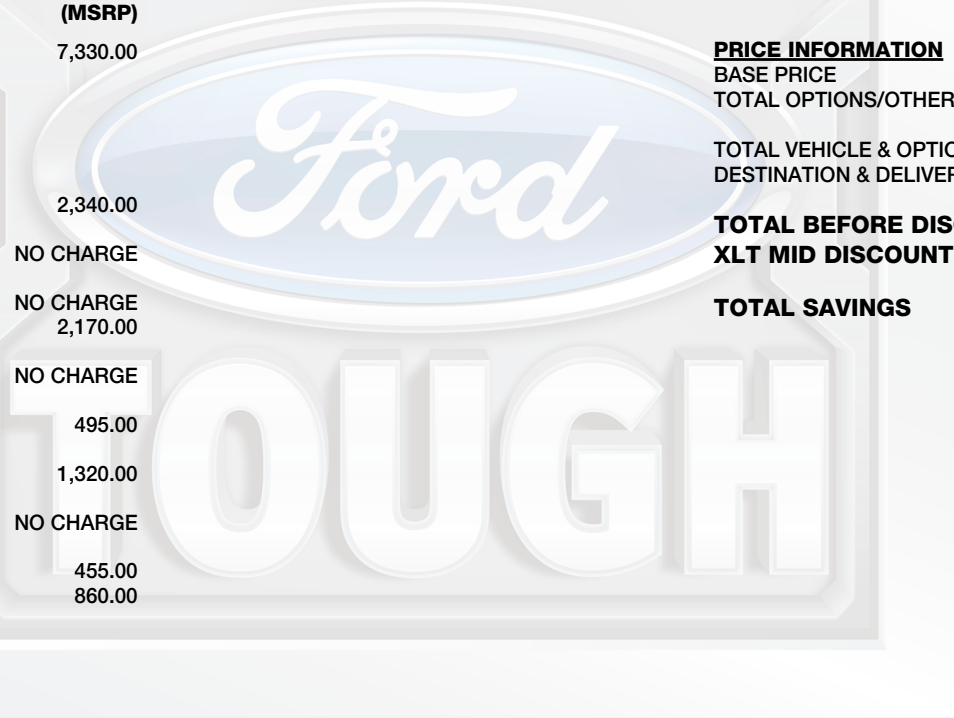 (MSRP)
7,330.00
2,340.00
NO CHARGE
NO CHARGE
2,170.00
NO CHARGE
495.00
1,320.00
NO CHARGE
455.00
860.00
PRICE INFORMATION
BASE PRICE
TOTAL OPTIONS/OTHER
TOTAL VEHICLE & OPTIO
DESTINATION & DELIVER
TOTAL BEFORE DIS
XLT MID DISCOUNT
TOTAL SAVINGS
Ford
TOUGH